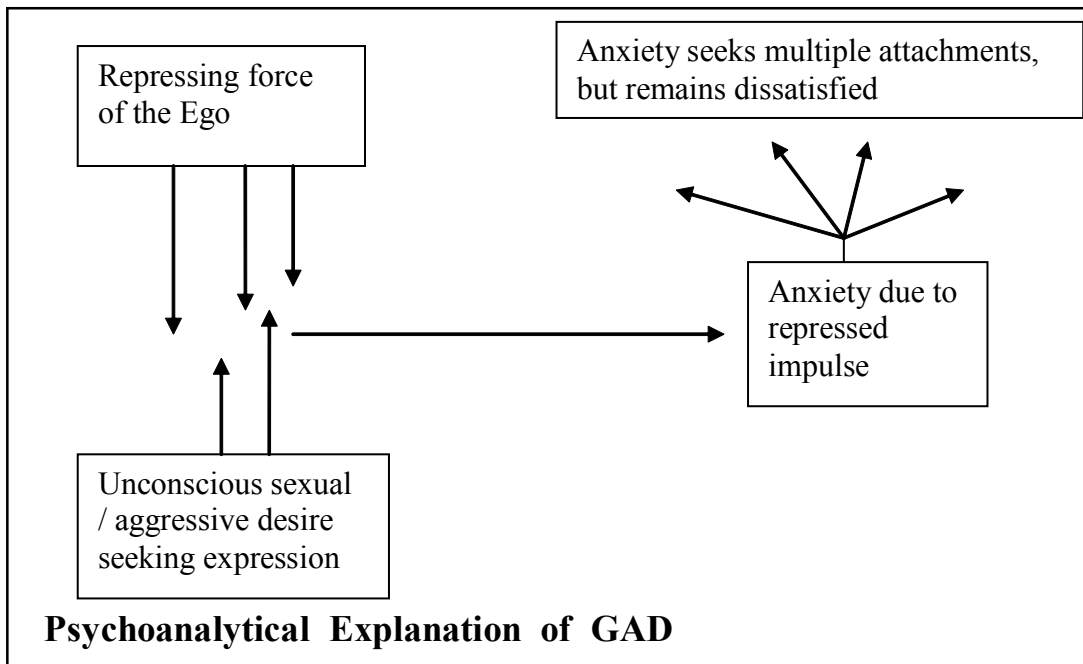 Repressing force
of the Ego
Anxiety seeks multiple attachments,
but remains dissatisfied
Anxiety due to
repressed
impulse
Unconscious sexual
/ aggressive desire
seeking expression
Psychoanalytical Explanation of GAD